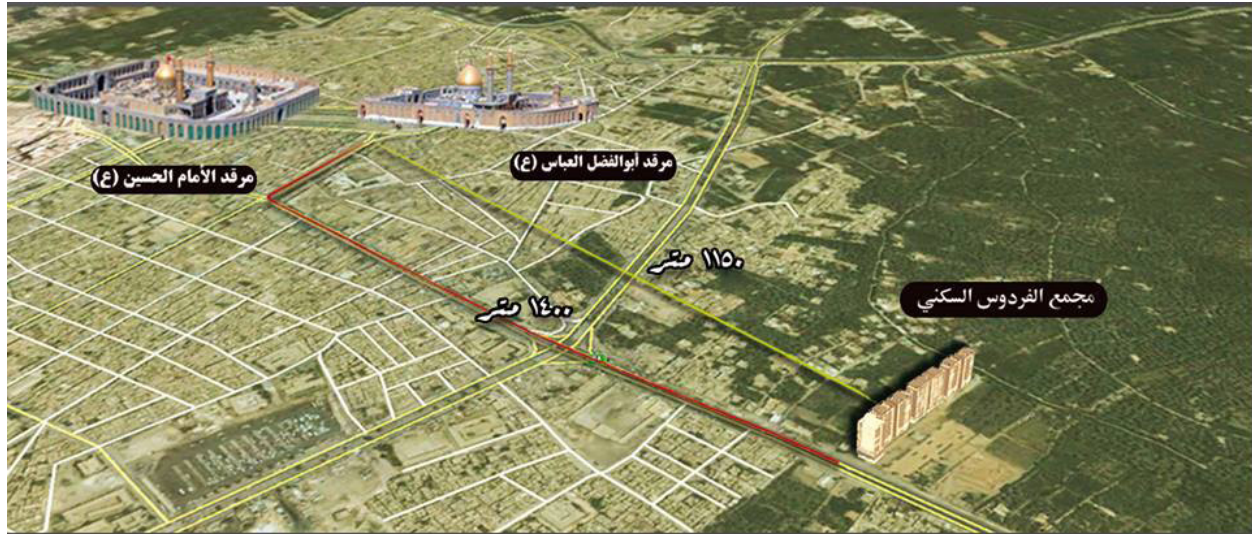 مرقد أبوالفضل العباس (ع)
مرقد الأمام الحسين (ع)
١١٥٠ متر
مجمع الفردوس السكني
١٤٠٠ متر